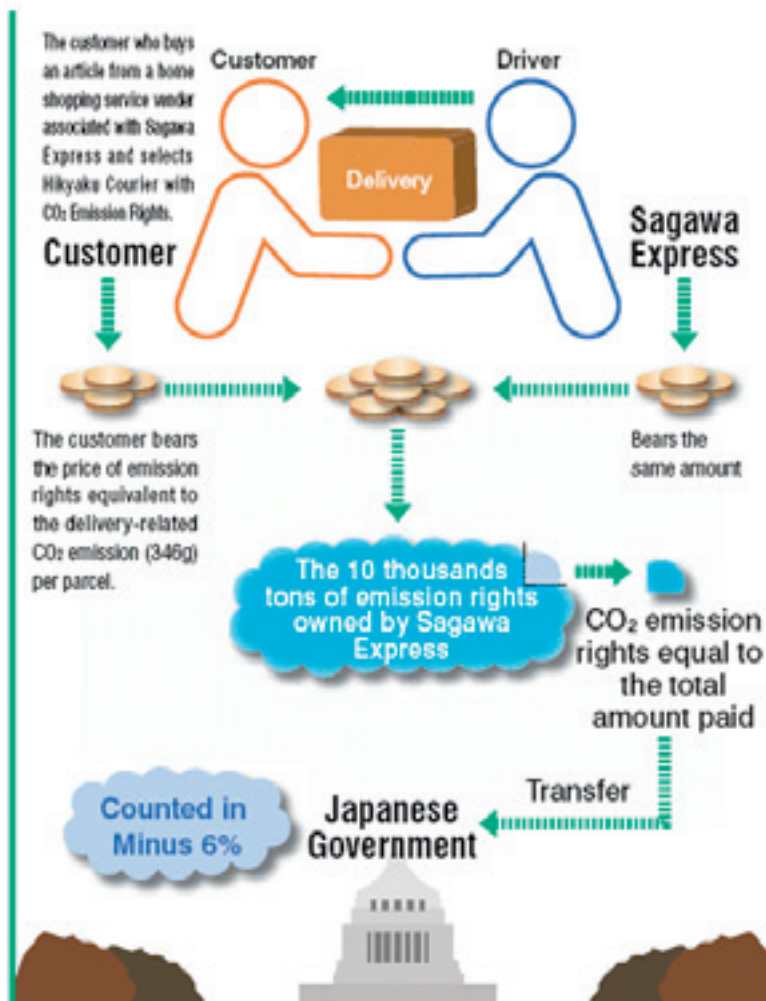 The customer who buys
an article from a home
shopping service vender
associated with Sagawa
Express and selects
Hikyaku Courier with
CO₂ Emission Rights.
Customer
Customer
Driver
Delivery
Sagawa
Express
The customer bears
the price of emission
rights equivalent to
the delivery-related
CO₂ emission (346g)
per parcel.
Bears the
same amount
The 10 thousands
tons of emission rights
owned by Sagawa
Express
CO₂ emission
rights equal to
the total
amount paid
Transfer
Counted in
Minus 6%
Japanese
Government